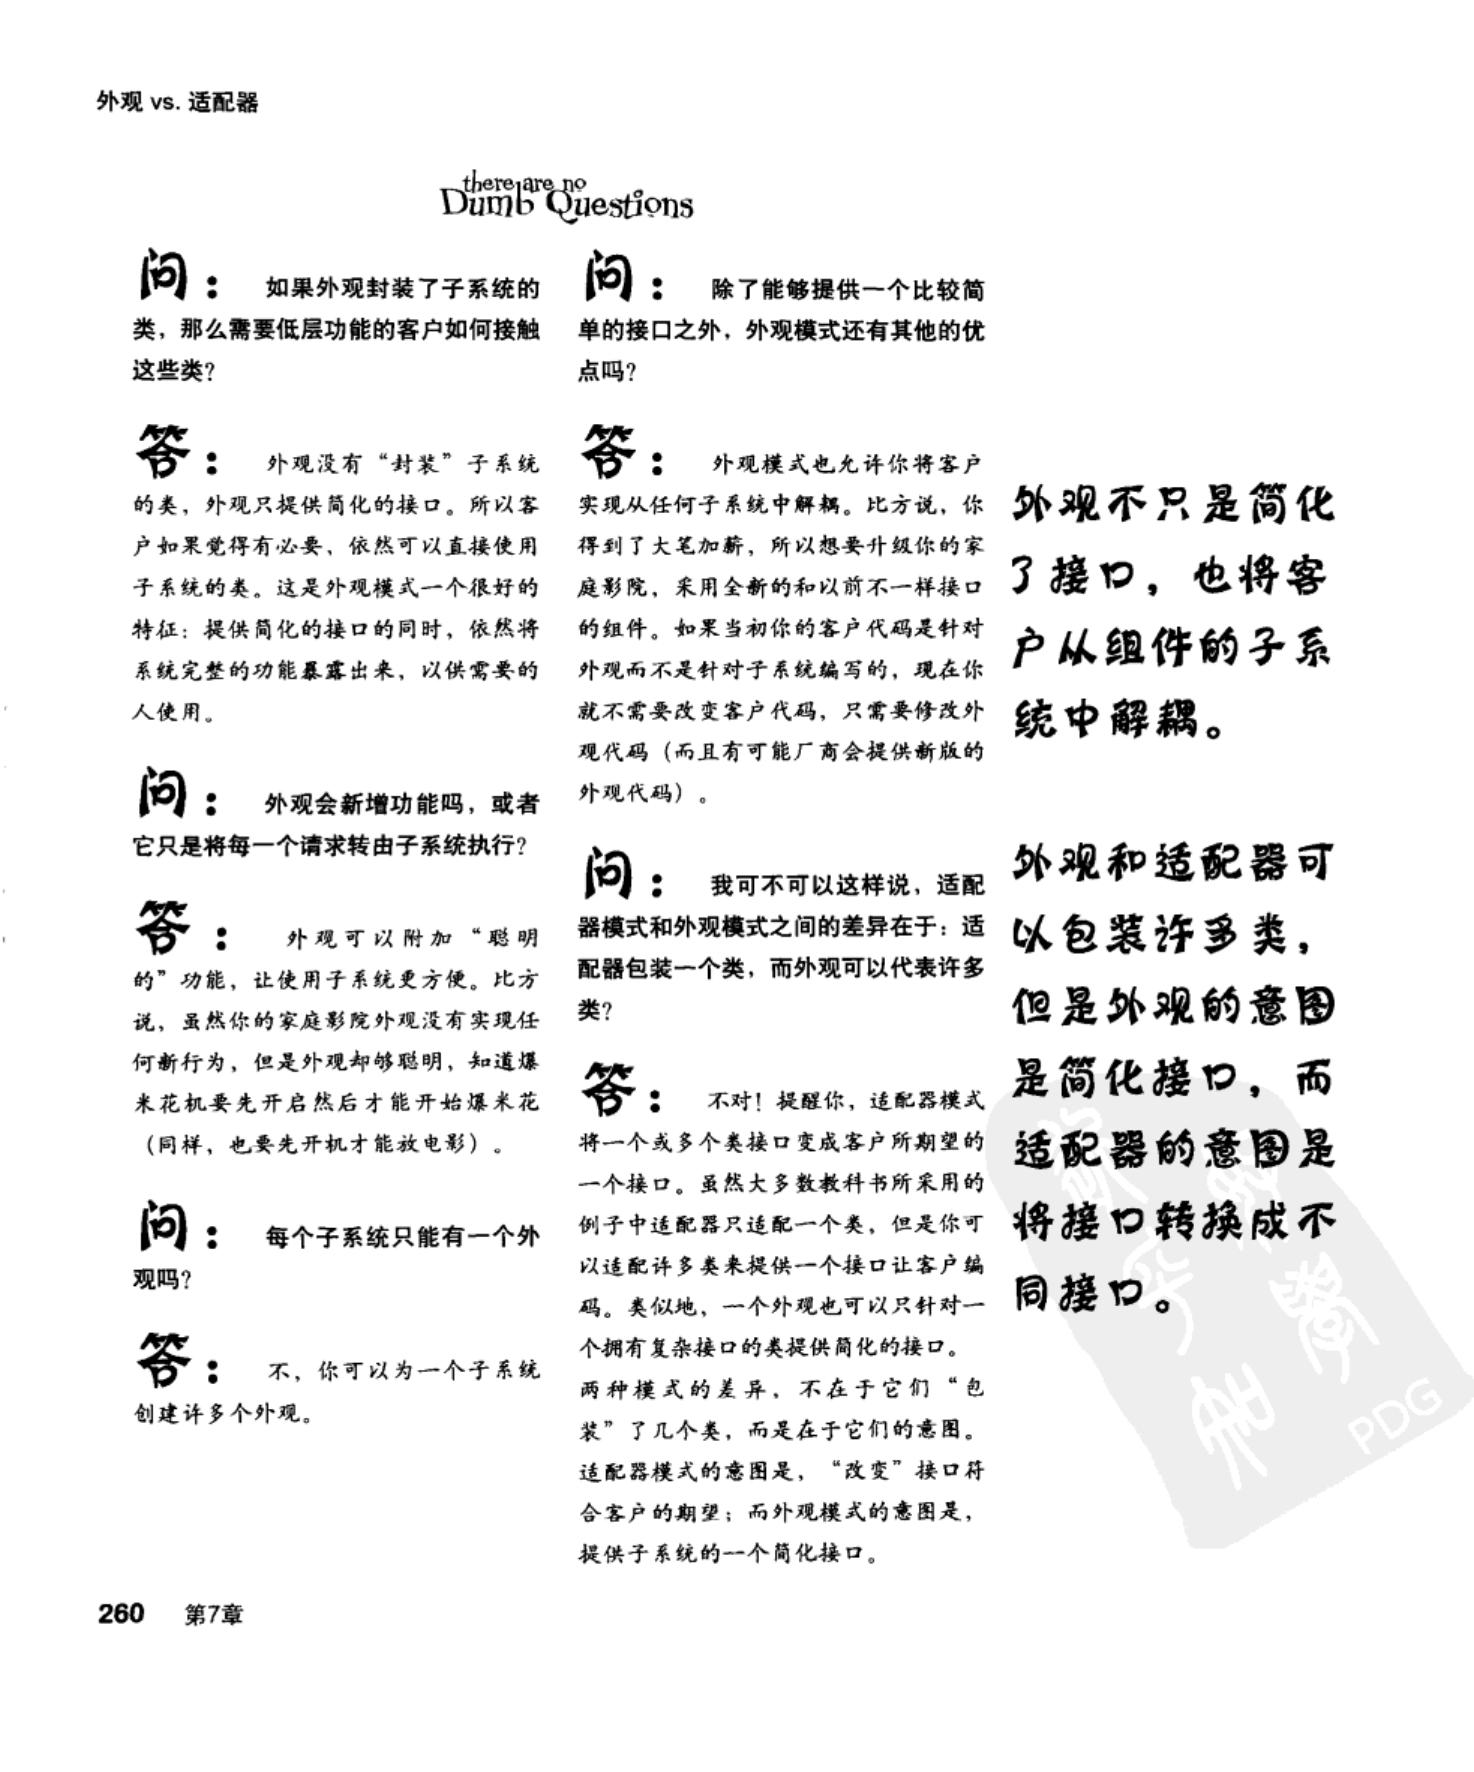 外观 vs. 适配器
there are no
Dumb Questions
问： 如果外观封装了子系统的
类，那么需要低层功能的客户如何接触
这些类？
答： 外观没有“封装”子系统
的类，外观只提供简化的接口。所以客
户如果觉得有必要，依然可以直接使用
子系统的类。这是外观模式一个很好的
特征：提供简化的接口的同时，依然将
系统完整的功能暴露出来，以供需要的
人使用。
问： 外观会新增功能吗，或者
它只是将每一个请求转由子系统执行？
答： 外观可以附加“聪明
的”功能，让使用子系统更方便。比方
说，虽然你的家庭影院外观没有实现任
何新行为，但是外观却够聪明，知道爆
米花机要先开启然后才能开始爆米花
（同样，也要先开机才能放电影）。
问： 每个子系统只能有一个外
观吗？
答： 不，你可以为一个子系统
创建许多个外观。
问： 除了能够提供一个比较简
单的接口之外，外观模式还有其他的优
点吗？
答： 外观模式也允许你将客户
实现从任何子系统中解耦。比方说，你
得到了大笔加薪，所以想要升级你的家
庭影院，采用全新的和以前不一样接口
的组件。如果当初你的客户代码是针对
外观而不是针对子系统编写的，现在你
就不需要改变客户代码，只需要修改外
观代码（而且有可能厂商会提供新版的
外观代码）。
问： 我可不可以这样说，适配
器模式和外观模式之间的差异在于：适
配器包装一个类，而外观可以代表许多
类？
答： 不对！提醒你，适配器模式
将一个或多个类接口变成客户所期望的
一个接口。虽然大多数教科书所采用的
例子中适配器只适配一个类，但是你可
以适配许多类来提供一个接口让客户编
码。类似地，一个外观也可以只针对一
个拥有复杂接口的类提供简化的接口。
两种模式的差异，不在于它们“包
装”了几个类，而是在于它们的意图。
适配器模式的意图是，“改变”接口符
合客户的期望；而外观模式的意图是，
提供子系统的一个简化接口。
外观不只是简化
了接口，也将客
户从组件的子系
统中解耦。
外观和适配器可
以包装许多类，
但是外观的意图
是简化接口，而
适配器的意图是
将接口转换成不
同接口。
PDG
260 第7章